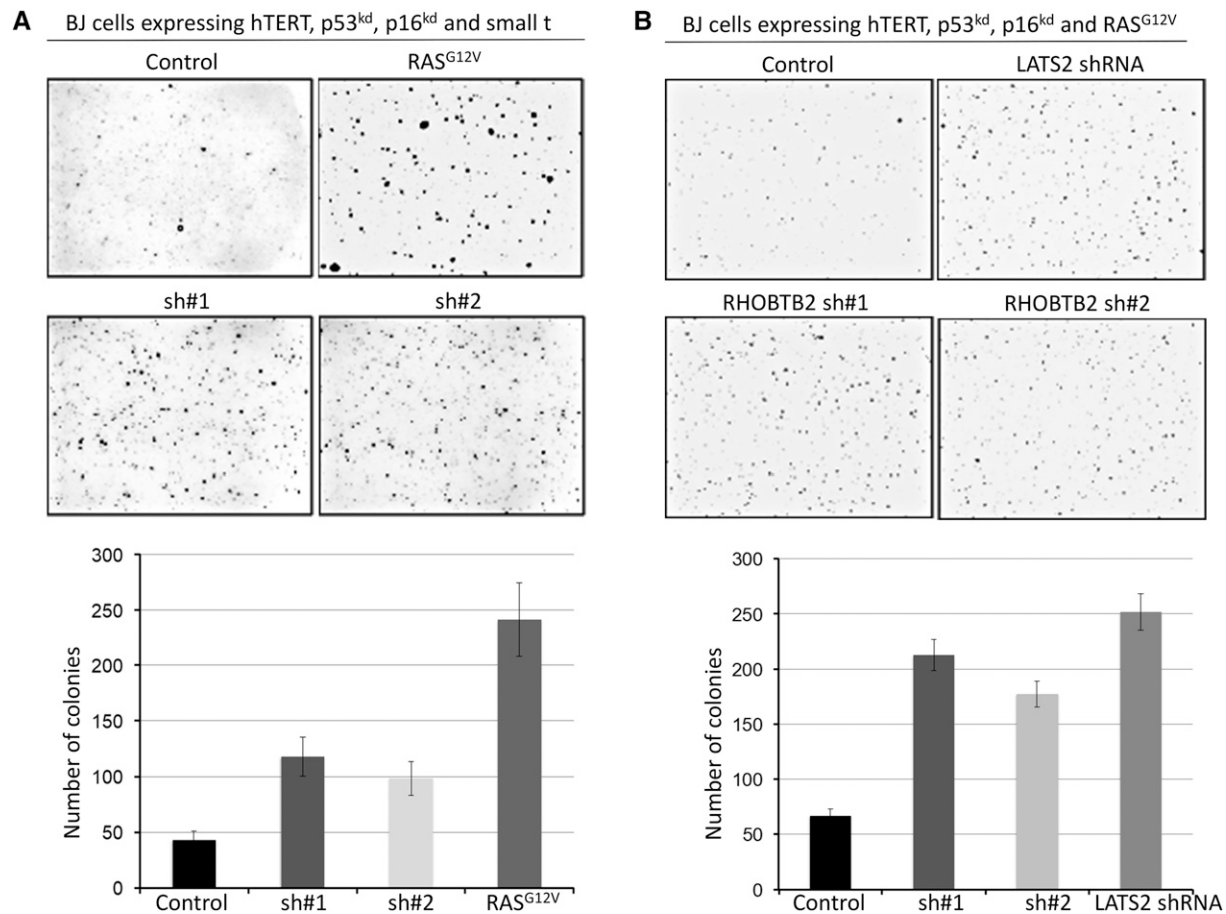 A
BJ cells expressing hTERT, p53kd, p16kd and small t
Control
RASG12V
sh#1
sh#2
300
250
200
150
100
50
0
Number of colonies
Control
sh#1
sh#2
RASG12V
B
BJ cells expressing hTERT, p53kd, p16kd and RASG12V
Control
LATS2 shRNA
RHOBTB2 sh#1
RHOBTB2 sh#2
300
250
200
150
100
50
0
Number of colonies
Control
sh#1
sh#2
LATS2 shRNA